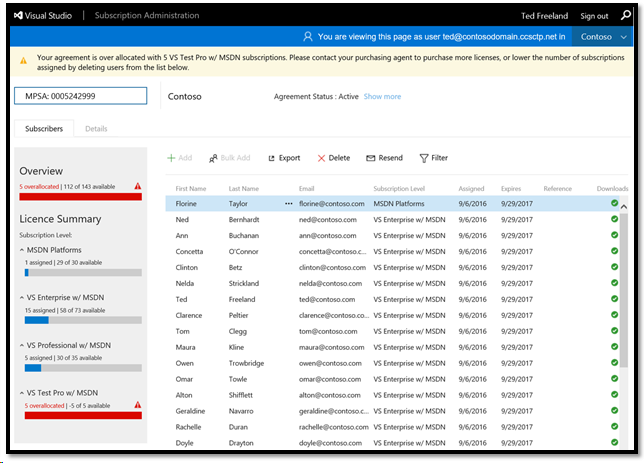 Visual Studio | Subscription Administration Ted Freeland Sign out
You are viewing this page as user ted@contosodomain.ccsctp.net in Contoso
Your agreement is over allocated with 5 VS Test Pro w/ MSDN subscriptions. Please contact your purchasing agent to purchase more licenses, or lower the number of subscriptions
assigned by deleting users from the list below.
MPSA: 0005242999 Contoso Agreement Status : Active Show more
Subscribers Details
Overview
5 overallocated | 112 of 143 available
Licence Summary
Subscription Level:
MSDN Platforms
1 assigned | 29 of 30 available
VS Enterprise w/ MSDN
15 assigned | 58 of 73 available
VS Professional w/ MSDN
5 assigned | 30 of 35 available
VS Test Pro w/ MSDN
5 overallocated | -5 of 5 available
Add Bulk Add Export Delete Resend Filter
First Name Last Name Email Subscription Level Assigned Expires Reference Downloads
Florine Taylor ••• florine@contoso.com MSDN Platforms 9/6/2016 9/29/2017
Ned Bernhardt ned@contoso.com VS Enterprise w/ MSDN 9/6/2016 9/29/2017
Ann Buchanan ann@contoso.com VS Enterprise w/ MSDN 9/6/2016 9/29/2017
Concetta O'Connor concetta@contoso.c... VS Enterprise w/ MSDN 9/6/2016 9/29/2017
Clinton Betz clinton@contoso.com VS Enterprise w/ MSDN 9/6/2016 9/29/2017
Nelda Strickland nelda@contoso.com VS Enterprise w/ MSDN 9/6/2016 9/29/2017
Ted Freeland ted@contoso.com VS Enterprise w/ MSDN 9/6/2016 9/29/2017
Clarence Peltier clarence@contoso.co... VS Enterprise w/ MSDN 9/6/2016 9/29/2017
Tom Clegg tom@contoso.com VS Enterprise w/ MSDN 9/6/2016 9/29/2017
Maura Kline maura@contoso.com VS Enterprise w/ MSDN 9/6/2016 9/29/2017
Owen Trowbridge owen@contoso.com VS Enterprise w/ MSDN 9/6/2016 9/29/2017
Omar Towle omar@contoso.com VS Enterprise w/ MSDN 9/6/2016 9/29/2017
Alton Shifflett alton@contoso.com VS Enterprise w/ MSDN 9/6/2016 9/29/2017
Geraldine Navarro geraldine@contoso.c... VS Enterprise w/ MSDN 9/6/2016 9/29/2017
Rachelle Duran rachelle@contoso.com VS Enterprise w/ MSDN 9/6/2016 9/29/2017
Doyle Drayton doyle@contoso.com VS Enterprise w/ MSDN 9/6/2016 9/29/2017